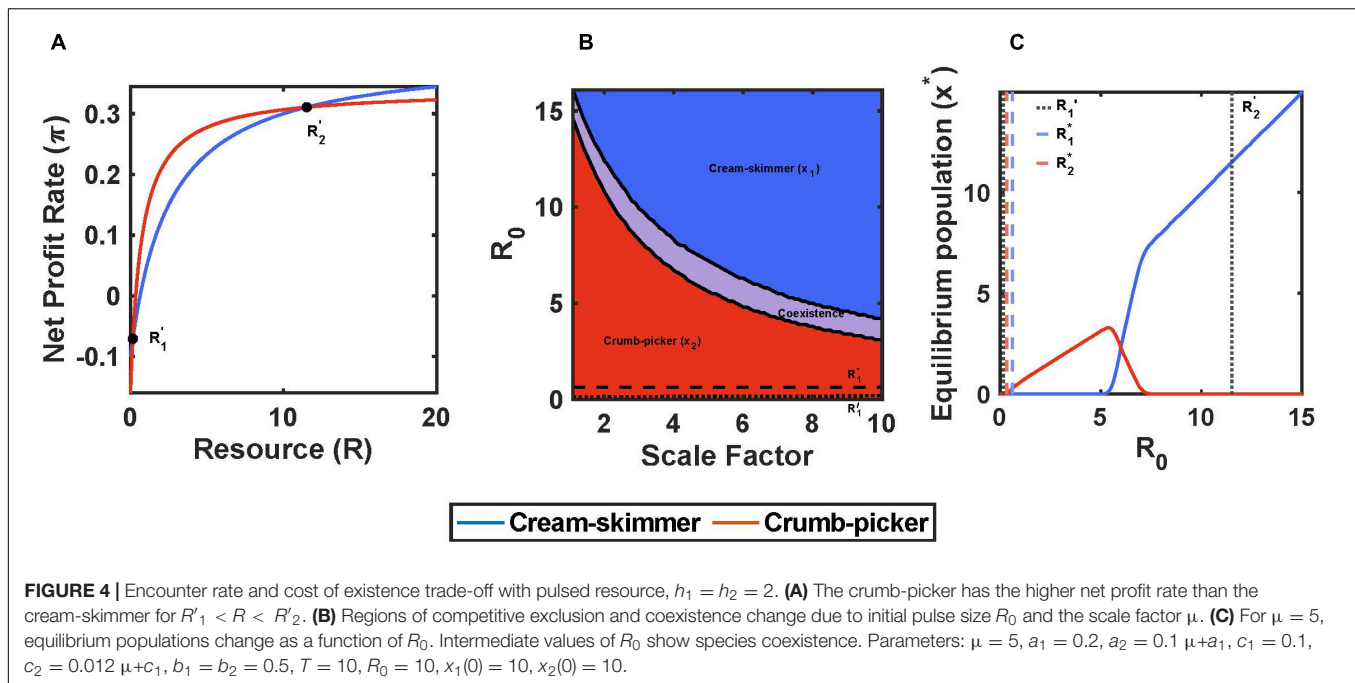 A
B
C
Net Profit Rate (π)
0.3
0.2
0.1
0
-0.1
R'₂
R'₁
0
10
20
Resource (R)
R₀
15
10
5
0
Cream-skimmer (x₁)
Coexistence
Crumb-picker (x₂)
R₁*
R₁'
2
4
6
8
10
Scale Factor
Equilibrium population (x*)
10
5
0
R₁'
R₁*
R₂*
R₂'
0
5
10
15
R₀
Cream-skimmer Crumb-picker
FIGURE 4 | Encounter rate and cost of existence trade-off with pulsed resource, h₁ = h₂ = 2. (A) The crumb-picker has the higher net profit rate than the
cream-skimmer for R′₁ < R < R′₂. (B) Regions of competitive exclusion and coexistence change due to initial pulse size R₀ and the scale factor μ. (C) For μ = 5,
equilibrium populations change as a function of R₀. Intermediate values of R₀ show species coexistence. Parameters: μ = 5, a₁ = 0.2, a₂ = 0.1 μ+a₁, c₁ = 0.1,
c₂ = 0.012 μ+c₁, b₁ = b₂ = 0.5, T = 10, R₀ = 10, x₁(0) = 10, x₂(0) = 10.